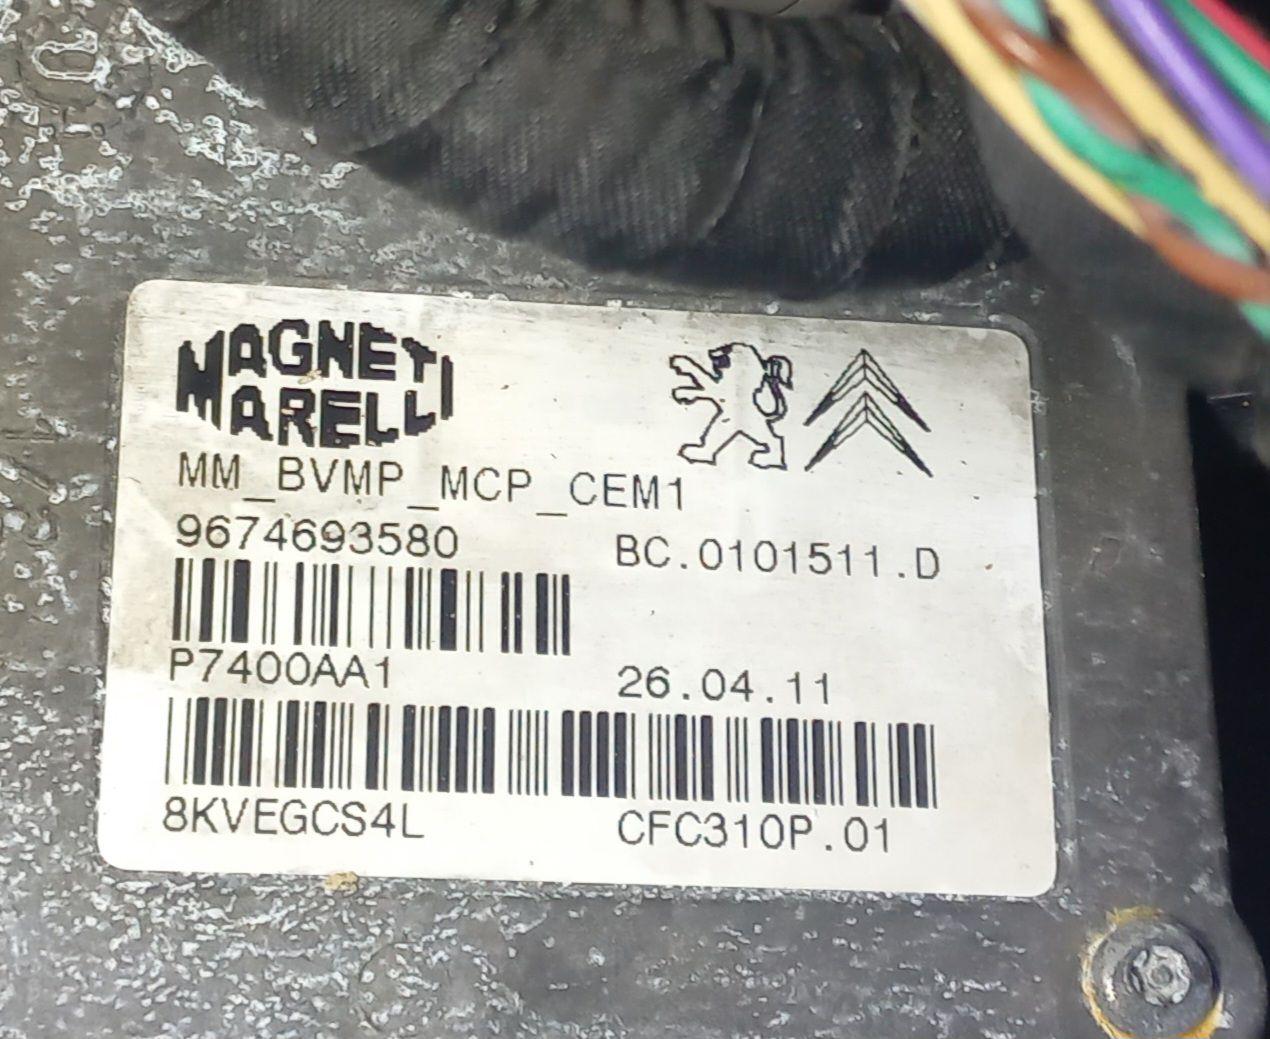 MAGNETI
MARELLI
MM_BVMP_MCP_CEM1
9674693580 BC.0101511.D
P7400AA1 26.04.11
8KVEGCS4L CFC310P.01